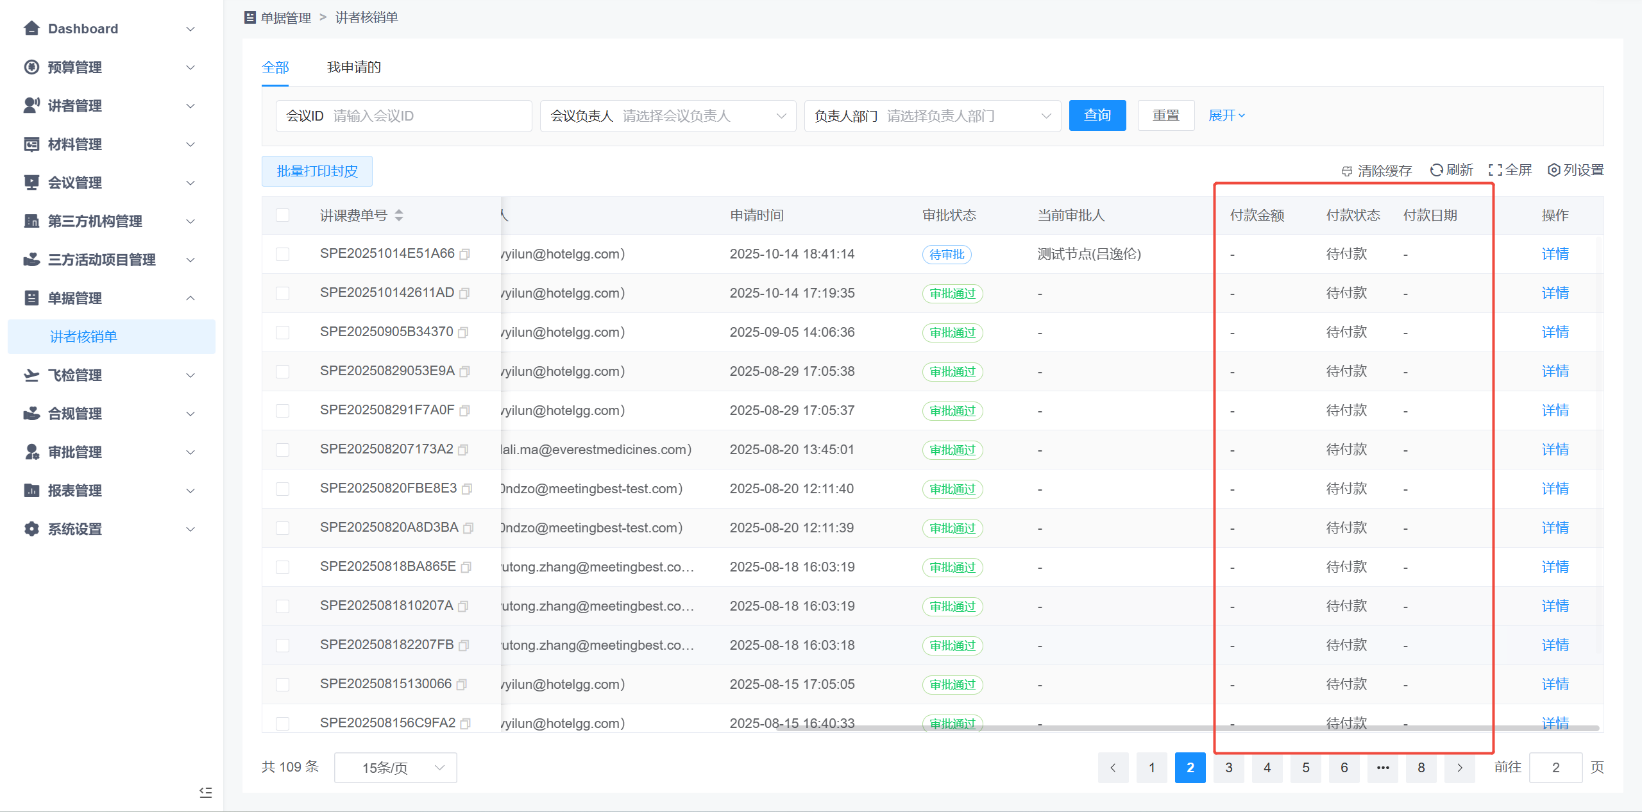 Dashboard
预算管理
讲者管理
材料管理
会议管理
第三方机构管理
三方活动项目管理
单据管理
讲者核销单
飞检管理
合规管理
审批管理
报表管理
系统设置
单据管理 > 讲者核销单
全部 我申请的
会议ID 请输入会议ID 会议负责人 请选择会议负责人 负责人部门 请选择负责人部门 查询 重置 展开
批量打印封皮 清除缓存 刷新 全屏 列设置
讲课费单号 人 申请时间 审批状态 当前审批人 付款金额 付款状态 付款日期 操作
SPE20251014E51A66 yilun@hotelgg.com) 2025-10-14 18:41:14 待审批 测试节点(吕逸伦) - 待付款 - 详情
SPE202510142611AD yilun@hotelgg.com) 2025-10-14 17:19:35 审批通过 - - 待付款 - 详情
SPE20250905B34370 yilun@hotelgg.com) 2025-09-05 14:06:36 审批通过 - - 待付款 - 详情
SPE20250829053E9A yilun@hotelgg.com) 2025-08-29 17:05:38 审批通过 - - 待付款 - 详情
SPE202508291F7A0F yilun@hotelgg.com) 2025-08-29 17:05:37 审批通过 - - 待付款 - 详情
SPE202508207173A2 ali.ma@everestmedicines.com) 2025-08-20 13:45:01 审批通过 - - 待付款 - 详情
SPE20250820FBE8E3 ndzo@meetingbest-test.com) 2025-08-20 12:11:40 审批通过 - - 待付款 - 详情
SPE20250820A8D3BA ndzo@meetingbest-test.com) 2025-08-20 12:11:39 审批通过 - - 待付款 - 详情
SPE20250818BA865E utong.zhang@meetingbest.co... 2025-08-18 16:03:19 审批通过 - - 待付款 - 详情
SPE2025081810207A utong.zhang@meetingbest.co... 2025-08-18 16:03:19 审批通过 - - 待付款 - 详情
SPE202508182207FB utong.zhang@meetingbest.co... 2025-08-18 16:03:18 审批通过 - - 待付款 - 详情
SPE20250815130066 yilun@hotelgg.com) 2025-08-15 17:05:05 审批通过 - - 待付款 - 详情
SPE202508156C9FA2 yilun@hotelgg.com) 2025-08-15 16:40:33 审批通过 - - 待付款 - 详情
共 109 条 15条/页 < 1 2 3 4 5 6 ••• 8 > 前往 2 页